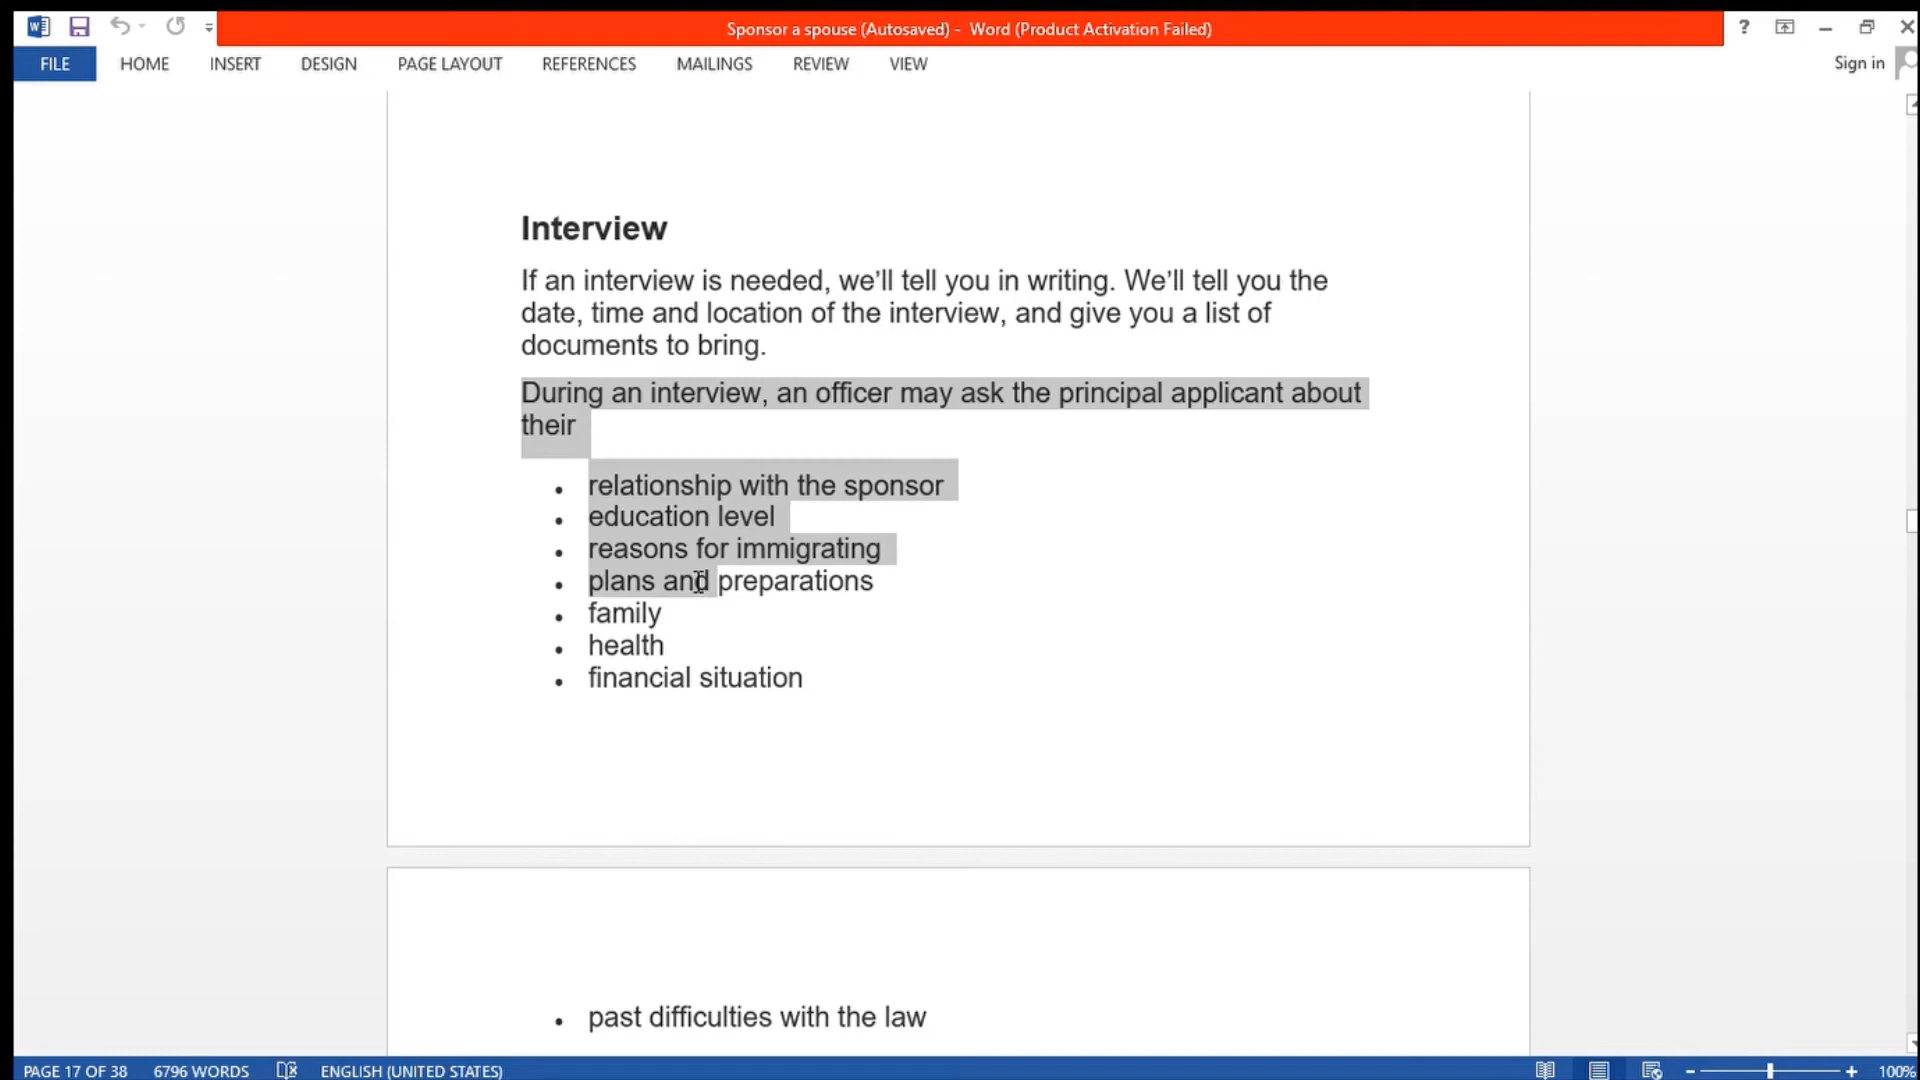 Sponsor a spouse (Autosaved) - Word (Product Activation Failed)
?
FILE HOME INSERT DESIGN PAGE LAYOUT REFERENCES MAILINGS REVIEW VIEW Sign in
Interview
If an interview is needed, we’ll tell you in writing. We’ll tell you the
date, time and location of the interview, and give you a list of
documents to bring.
During an interview, an officer may ask the principal applicant about
their
• relationship with the sponsor
• education level
• reasons for immigrating
• plans and preparations
• family
• health
• financial situation
• past difficulties with the law
PAGE 17 OF 38 6796 WORDS ENGLISH (UNITED STATES) 100%